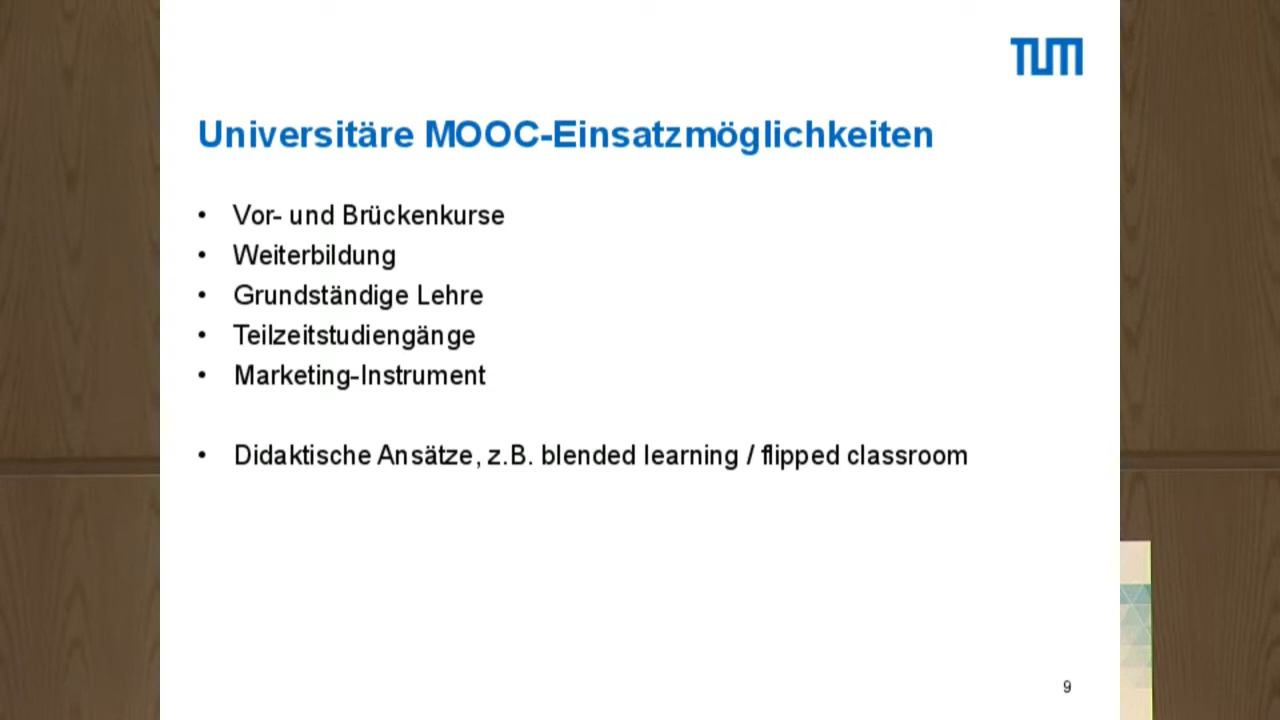 TUM
Universitäre MOOC-Einsatzmöglichkeiten
• Vor- und Brückenkurse
• Weiterbildung
• Grundständige Lehre
• Teilzeitstudiengänge
• Marketing-Instrument
• Didaktische Ansätze, z.B. blended learning / flipped classroom
9